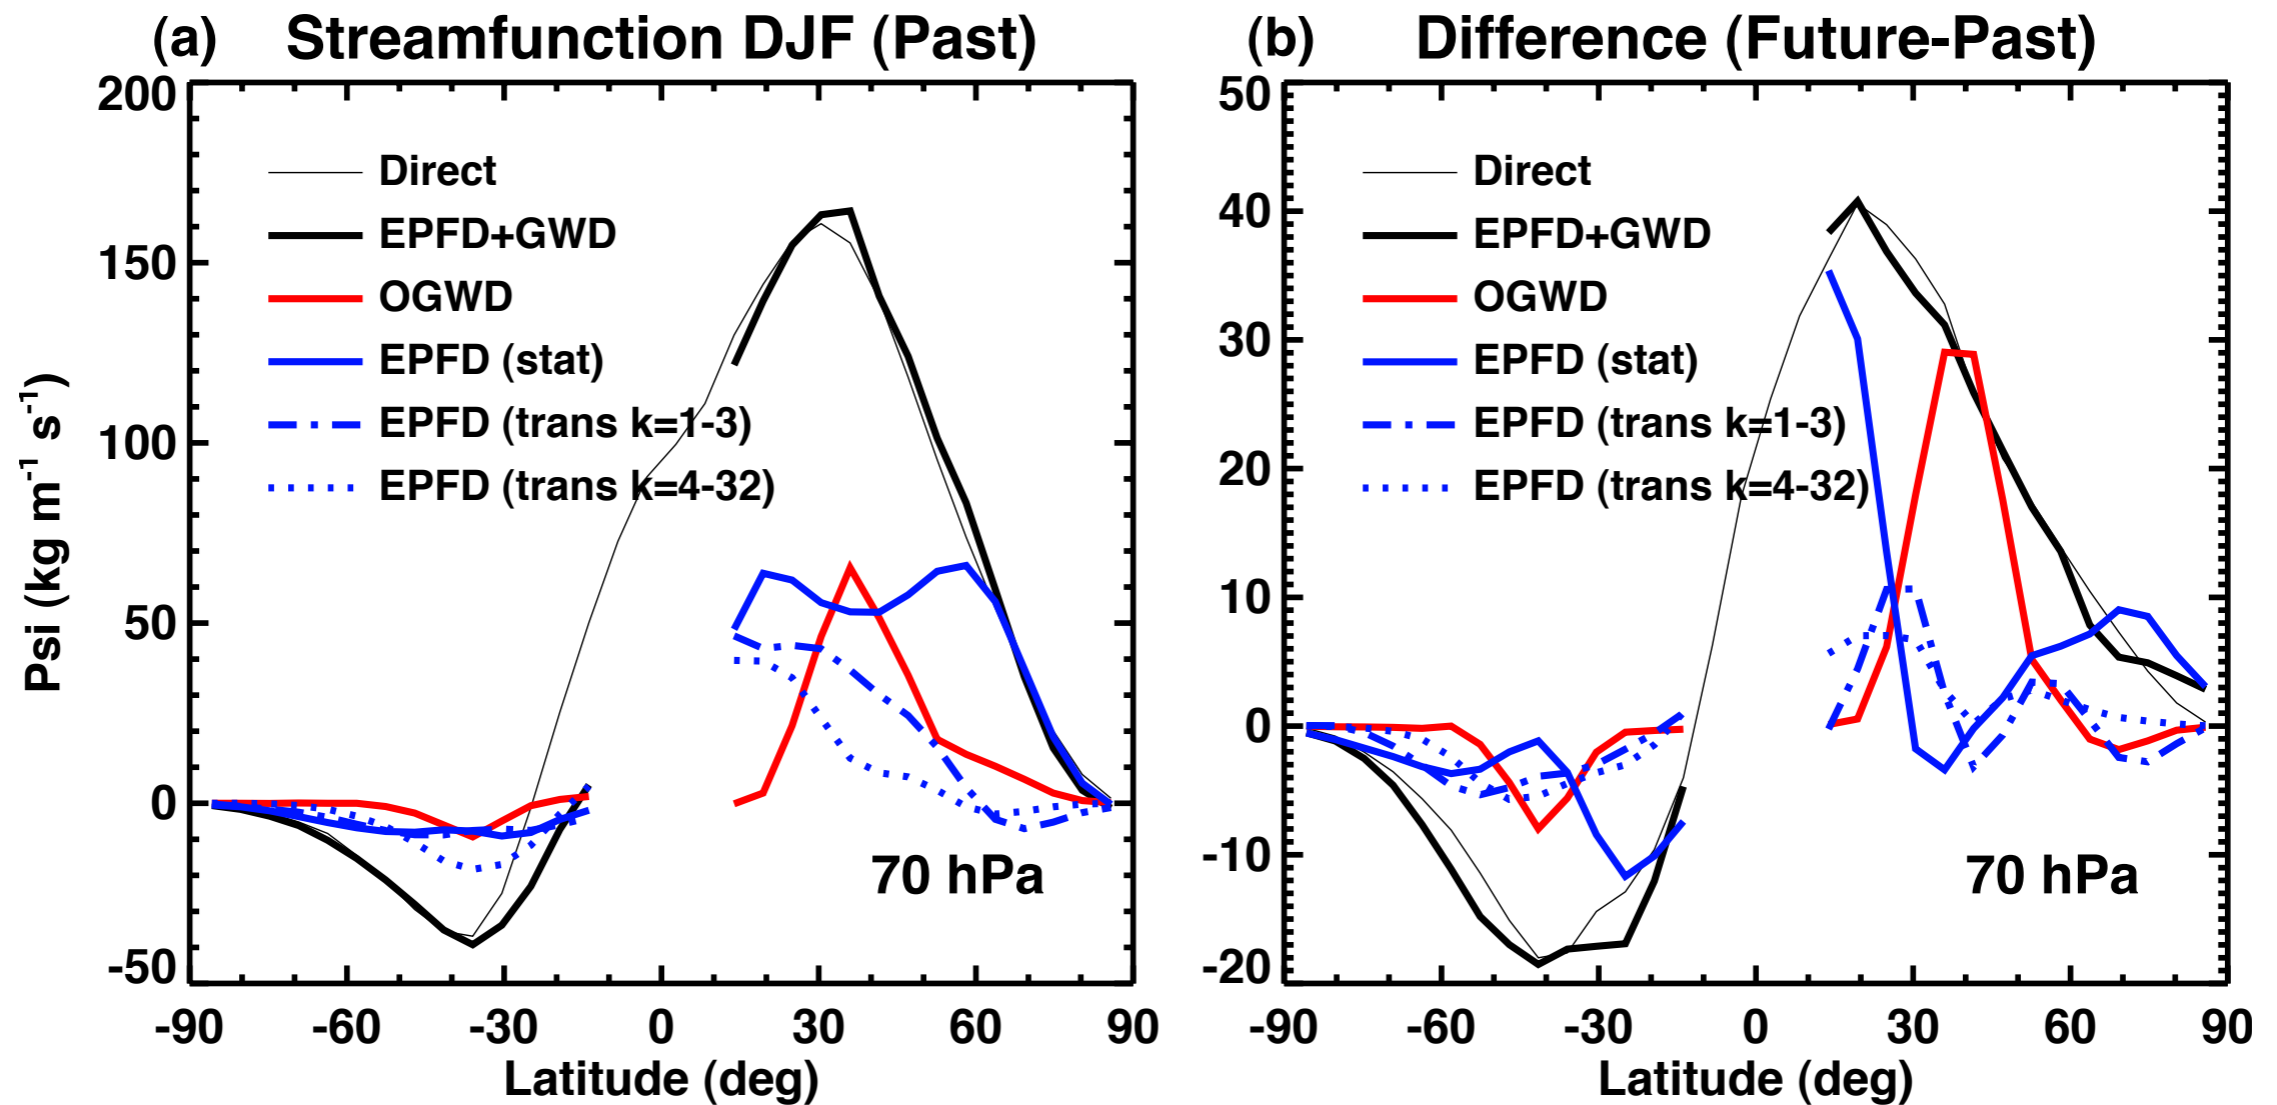 (a) Streamfunction DJF (Past)
200
150
100
50
0
-50
Psi (kg m-1 s-1)
Direct
EPFD+GWD
OGWD
EPFD (stat)
EPFD (trans k=1-3)
EPFD (trans k=4-32)
70 hPa
-90 -60 -30 0 30 60 90
Latitude (deg)
(b) Difference (Future-Past)
50
40
30
20
10
0
-10
-20
Direct
EPFD+GWD
OGWD
EPFD (stat)
EPFD (trans k=1-3)
EPFD (trans k=4-32)
70 hPa
-90 -60 -30 0 30 60 90
Latitude (deg)